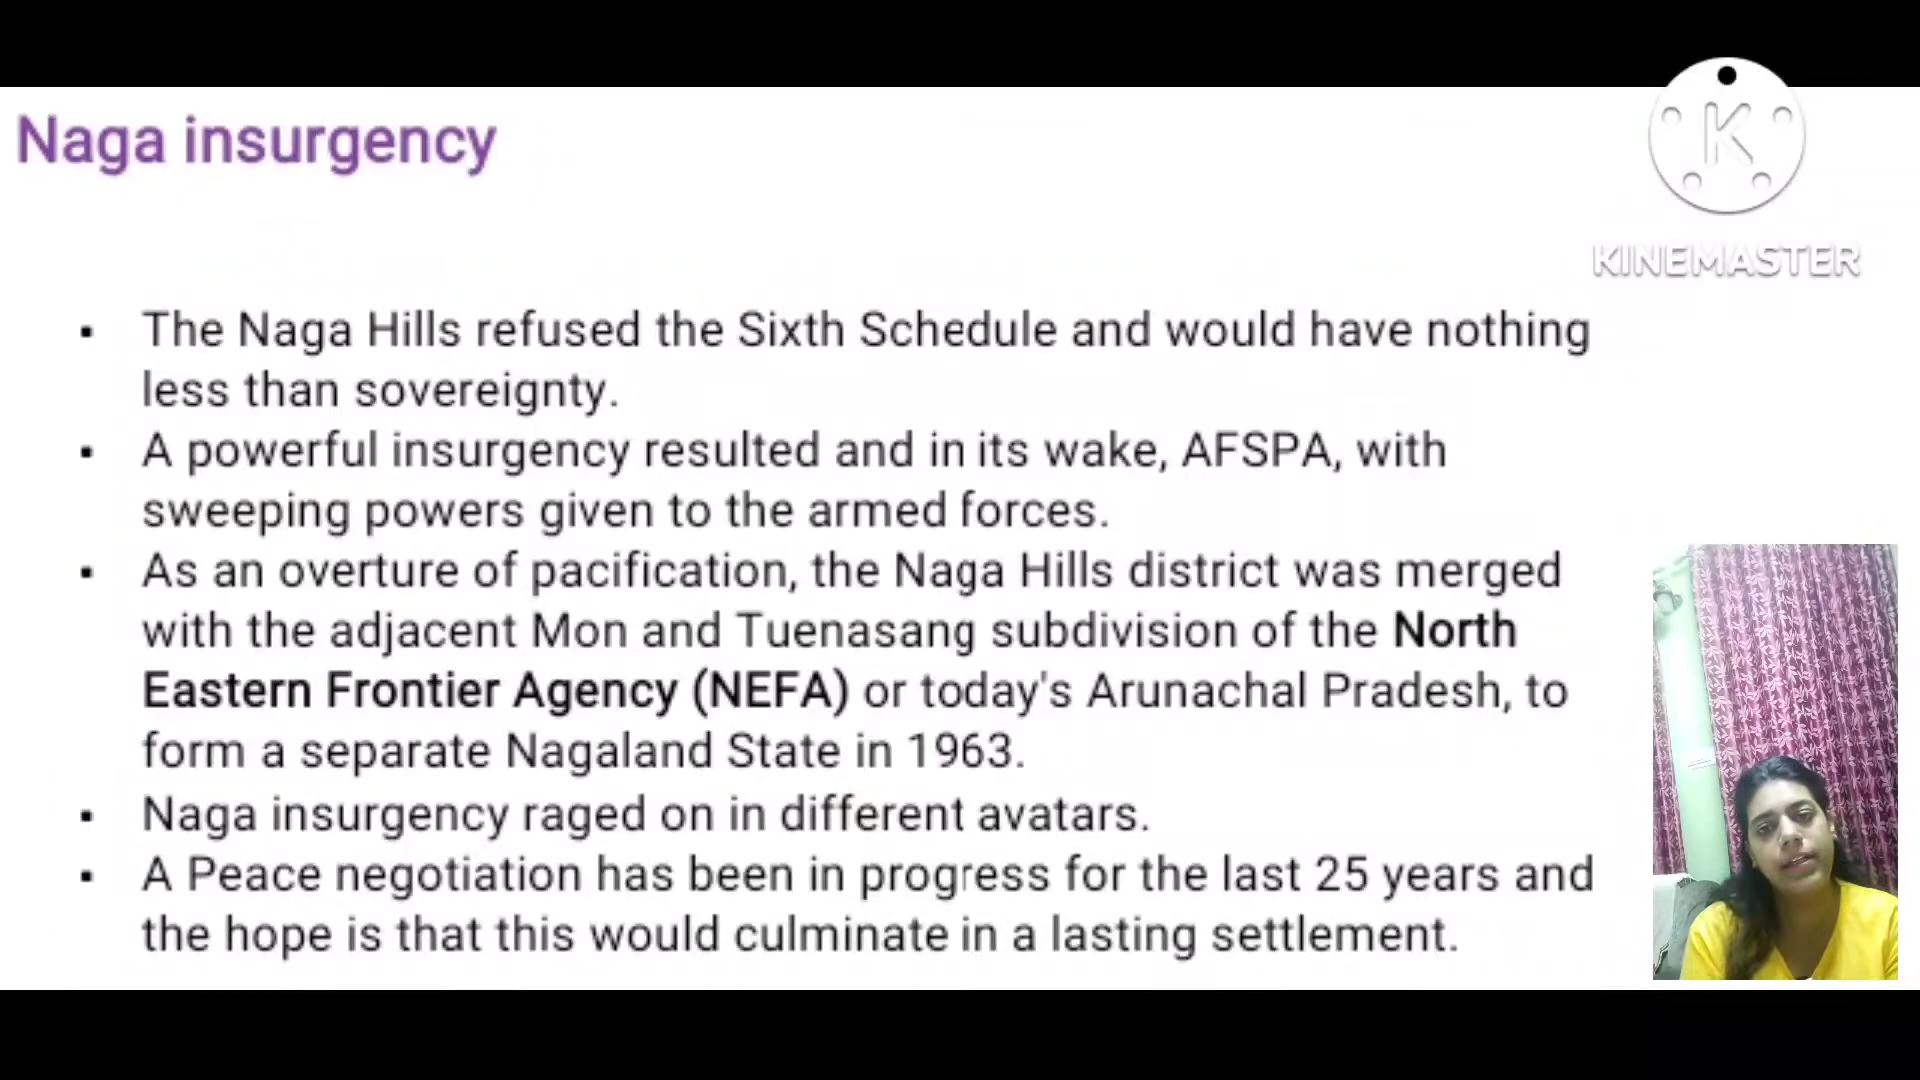 Naga insurgency
K
KINEMASTER
▪ The Naga Hills refused the Sixth Schedule and would have nothing
less than sovereignty.
▪ A powerful insurgency resulted and in its wake, AFSPA, with
sweeping powers given to the armed forces.
▪ As an overture of pacification, the Naga Hills district was merged
with the adjacent Mon and Tuenasang subdivision of the North
Eastern Frontier Agency (NEFA) or today's Arunachal Pradesh, to
form a separate Nagaland State in 1963.
▪ Naga insurgency raged on in different avatars.
▪ A Peace negotiation has been in progress for the last 25 years and
the hope is that this would culminate in a lasting settlement.